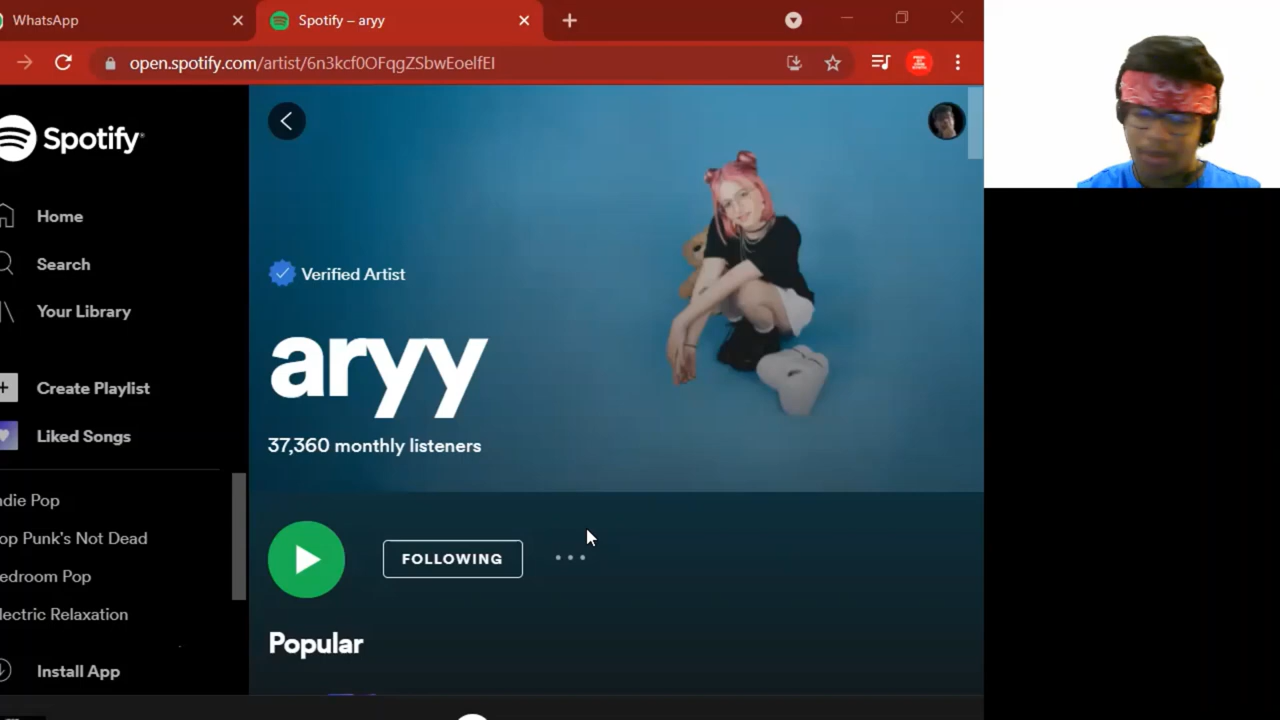 WhatsApp
Spotify – aryy
open.spotify.com/artist/6n3kcf0OFqgZSbwEoelfEI
Spotify
Home
Search
Your Library
Create Playlist
Liked Songs
ndie Pop
op Punk's Not Dead
edroom Pop
lectric Relaxation
Install App
Verified Artist
aryy
37,360 monthly listeners
FOLLOWING
Popular